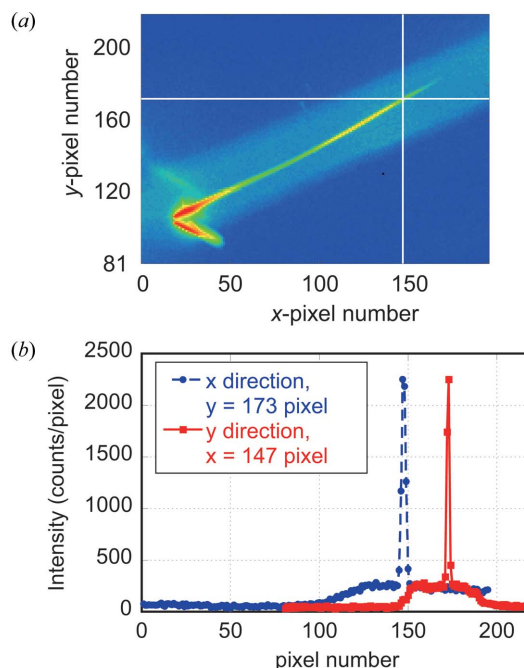 (a)
200
160
120
81
y-pixel number
0
50
100
150
x-pixel number
(b)
2500
2000
1500
1000
500
0
Intensity (counts/pixel)
x direction,
y = 173 pixel
y direction,
x = 147 pixel
0
50
100
150
200
pixel number